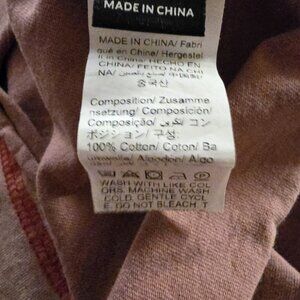 MADE IN CHINA
MADE IN CHINA/ Fabri
qué en Chine/ Hergestel
lt in China/ HECHO EN
CHINA/ FEITO NA CHI
NA/
중국산
Composition/ Zusamme
nsetzung/ Composición/
Composição/ コン
ポジション/ 구성:
100% Cotton/ Coton/ Ba
umwolle/ Algodón/ Algo
WASH WITH LIKE COL
ORS. MACHINE WASH
COLD, GENTLE CYCL
E. DO NOT BLEACH. T